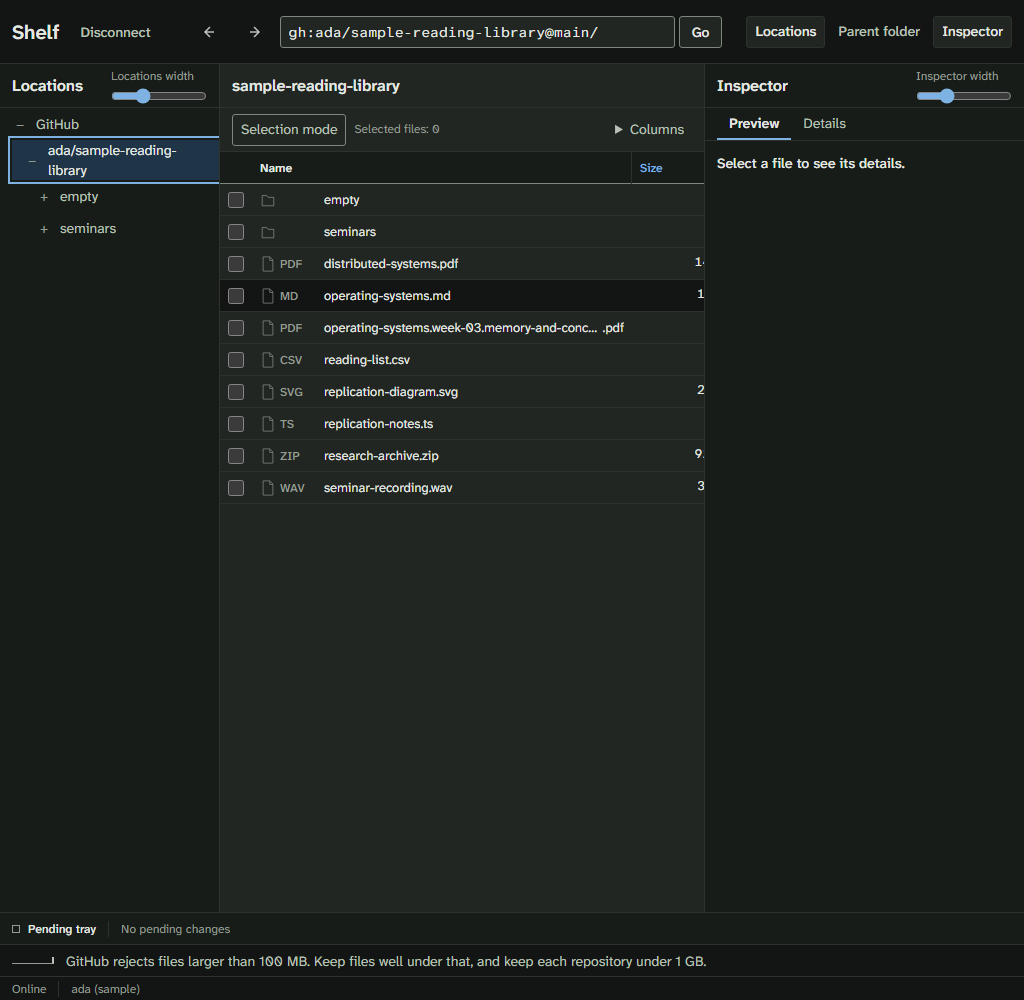 Shelf Disconnect ← → gh:ada/sample-reading-library@main/ Go Locations Parent folder Inspector
Locations Locations width
– GitHub
– ada/sample-reading-
library
+ empty
+ seminars
sample-reading-library
Selection mode Selected files: 0 ▶ Columns
Name Size
empty
seminars
PDF distributed-systems.pdf
MD operating-systems.md 1
PDF operating-systems.week-03.memory-and-conc... .pdf
CSV reading-list.csv
SVG replication-diagram.svg 2
TS replication-notes.ts
ZIP research-archive.zip 9.
WAV seminar-recording.wav 3
Inspector Inspector width
Preview Details
Select a file to see its details.
Pending tray No pending changes
GitHub rejects files larger than 100 MB. Keep files well under that, and keep each repository under 1 GB.
Online ada (sample)